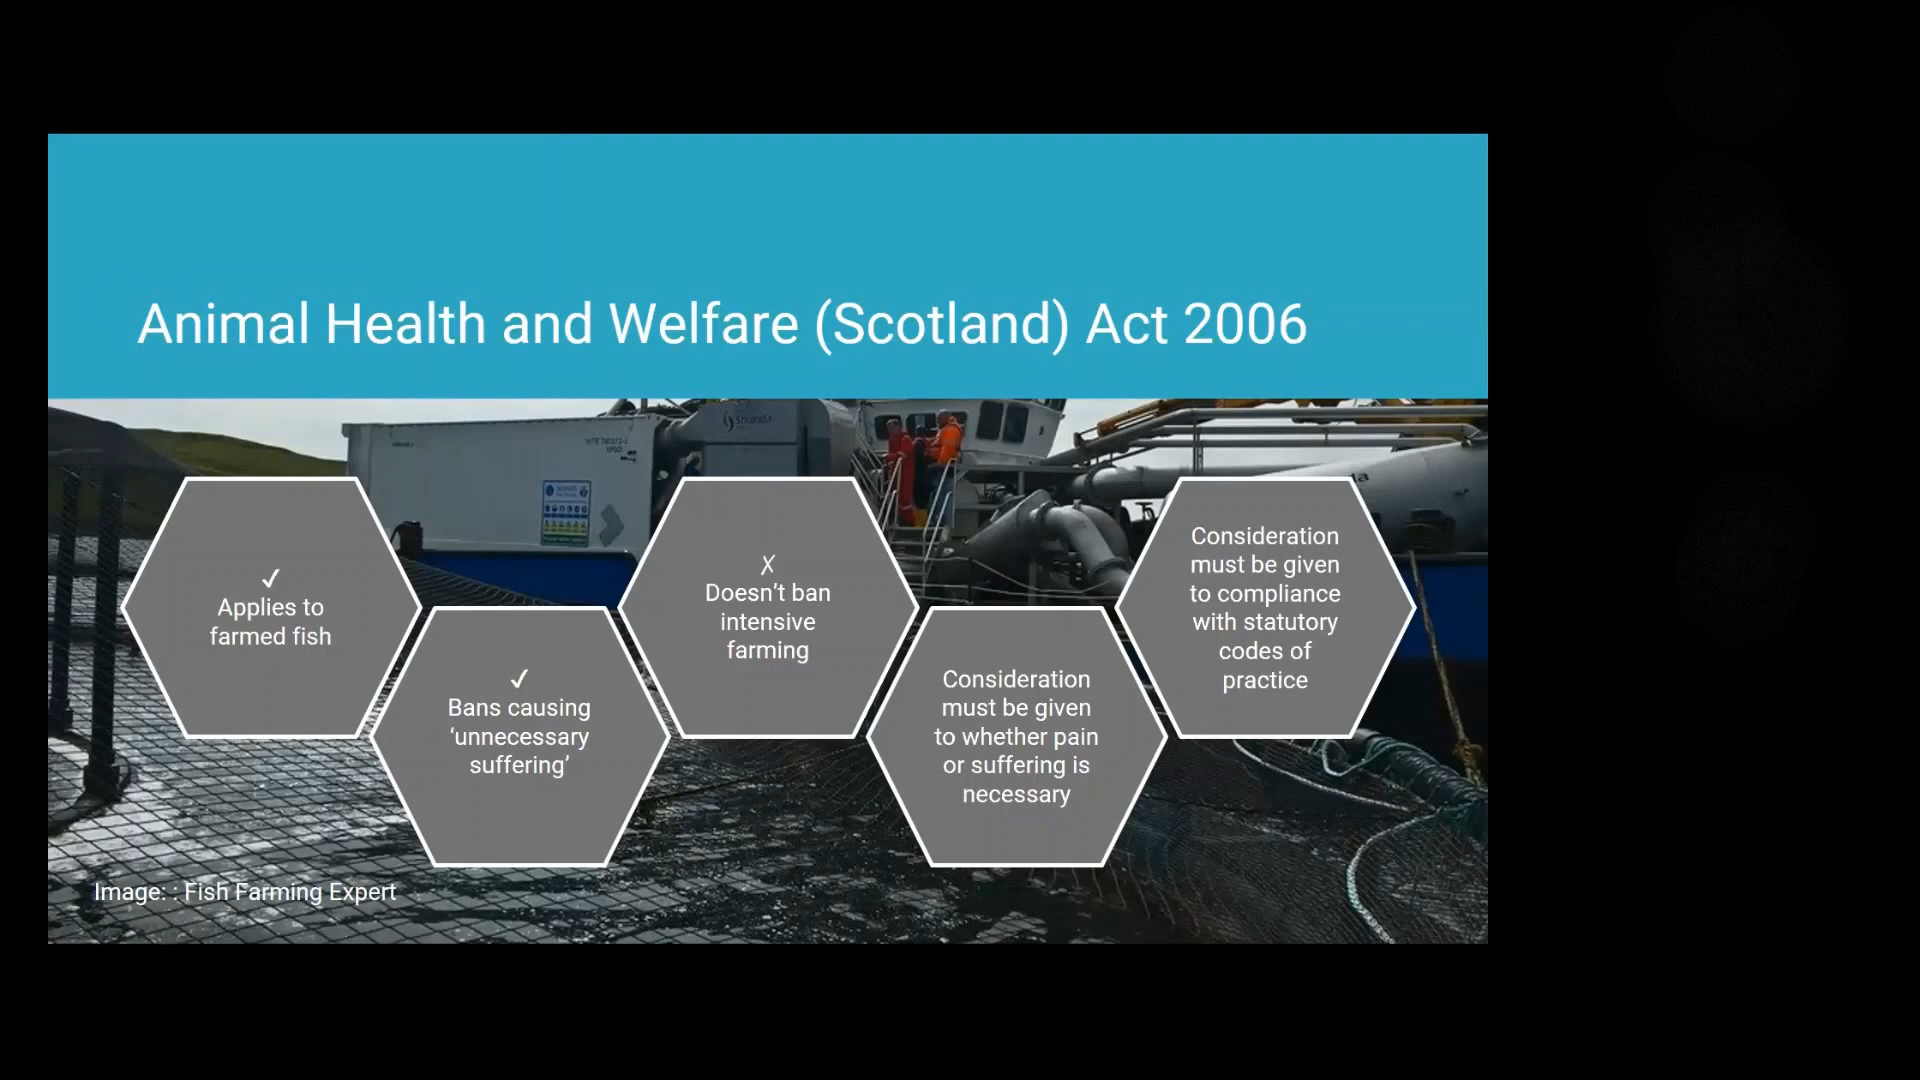 Animal Health and Welfare (Scotland) Act 2006
✓
Applies to
farmed fish
✓
Bans causing
‘unnecessary
suffering’
✗
Doesn’t ban
intensive
farming
Consideration
must be given
to whether pain
or suffering is
necessary
Consideration
must be given
to compliance
with statutory
codes of
practice
Image: : Fish Farming Expert